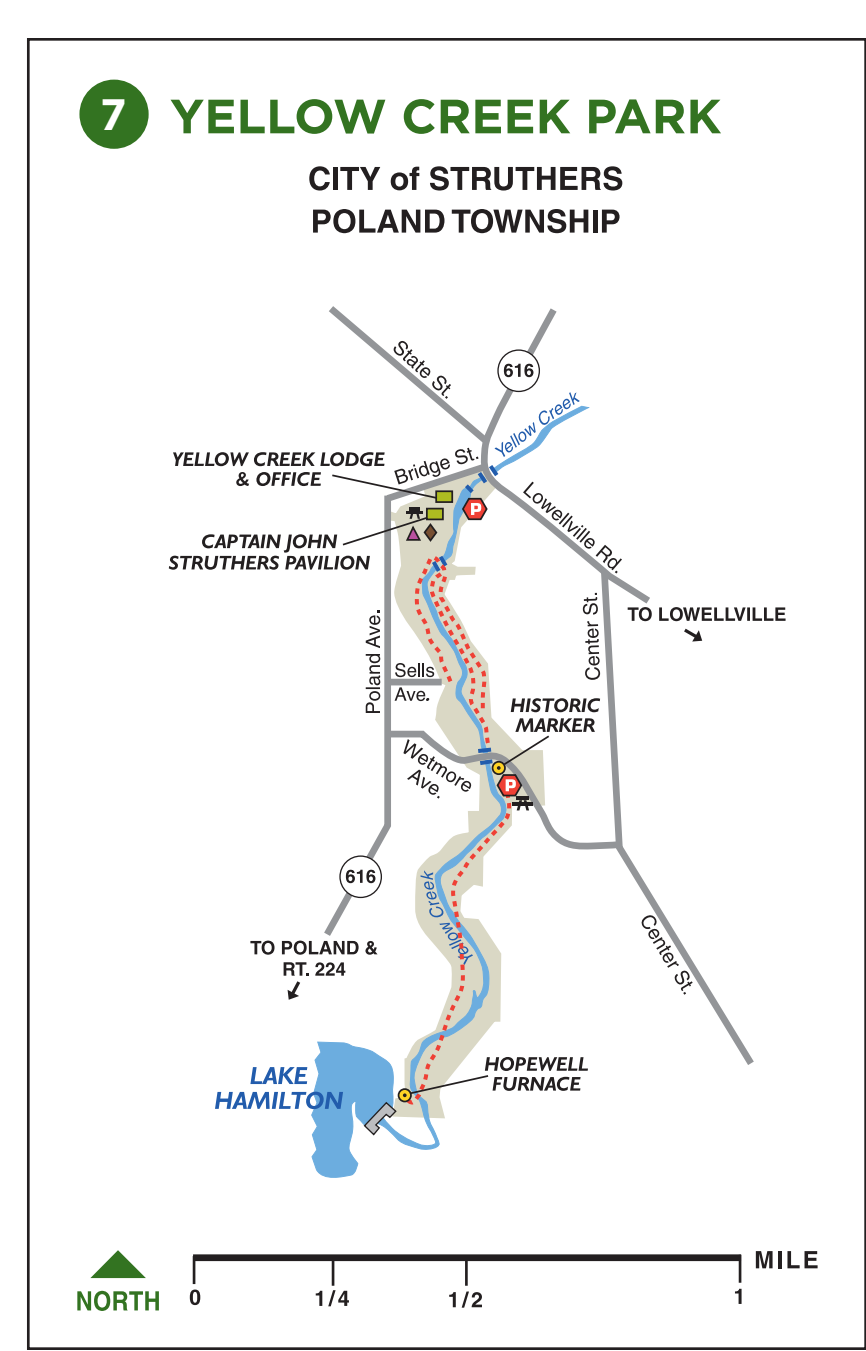 7 YELLOW CREEK PARK
CITY of STRUTHERS
POLAND TOWNSHIP
State St.
616
Yellow Creek
YELLOW CREEK LODGE
& OFFICE
Bridge St.
P
Lowellville Rd.
CAPTAIN JOHN
STRUTHERS PAVILION
TO LOWELLVILLE
Center St.
Poland Ave.
Sells
Ave.
HISTORIC
MARKER
Wetmore
Ave.
P
616
Yellow Creek
Center St.
TO POLAND &
RT. 224
HOPEWELL
FURNACE
LAKE
HAMILTON
NORTH
MILE
0
1/4
1/2
1